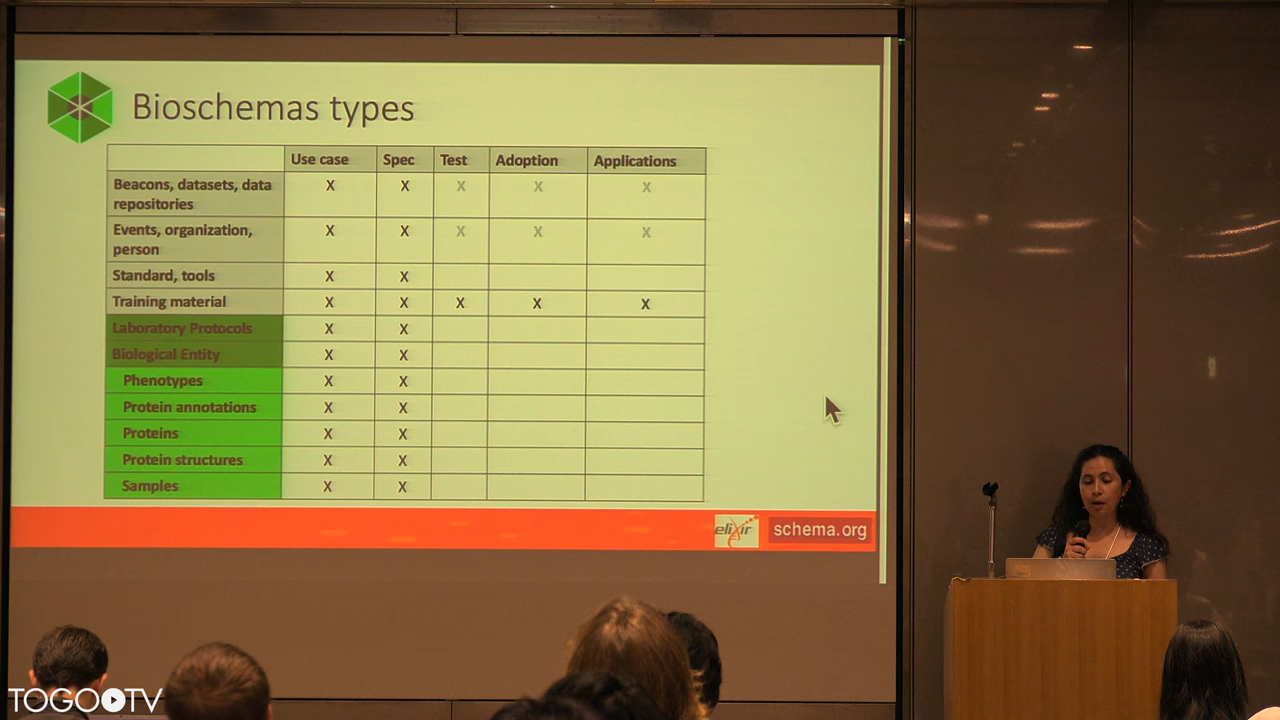 Bioschemas types
Use case Spec Test Adoption Applications
Beacons, datasets, data X X X X X
repositories
Events, organization, X X X X X
person
Standard, tools X X
Training material X X X X X
Laboratory Protocols X X
Biological Entity X X
Phenotypes X X
Protein annotations X X
Proteins X X
Protein structures X X
Samples X X
elixir schema.org
TOGOTV